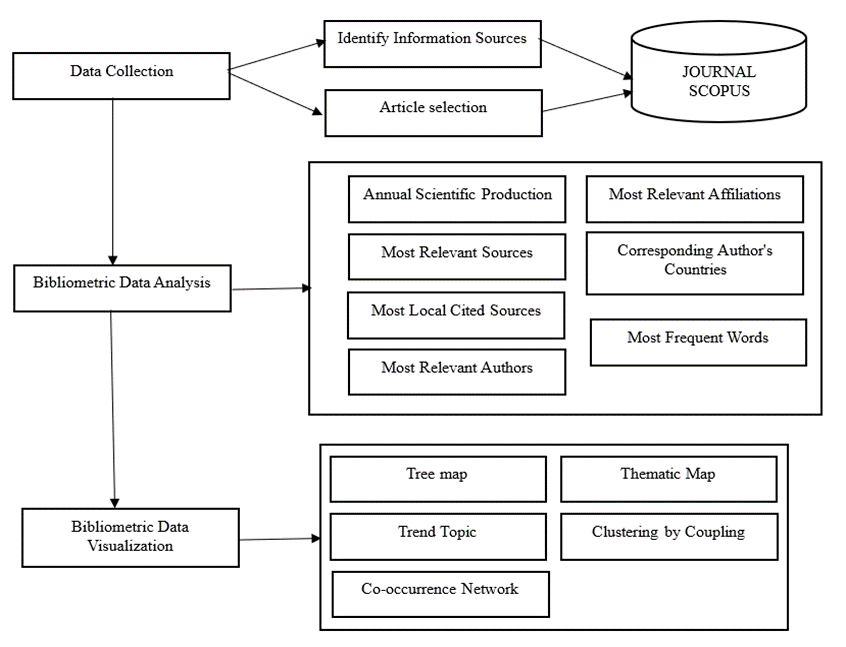 Identify Information Sources
Data Collection
JOURNAL
SCOPUS
Article selection
Annual Scientific Production
Most Relevant Affiliations
Most Relevant Sources
Corresponding Author's
Countries
Bibliometric Data Analysis
Most Local Cited Sources
Most Frequent Words
Most Relevant Authors
Tree map
Thematic Map
Bibliometric Data
Visualization
Trend Topic
Clustering by Coupling
Co-occurrence Network